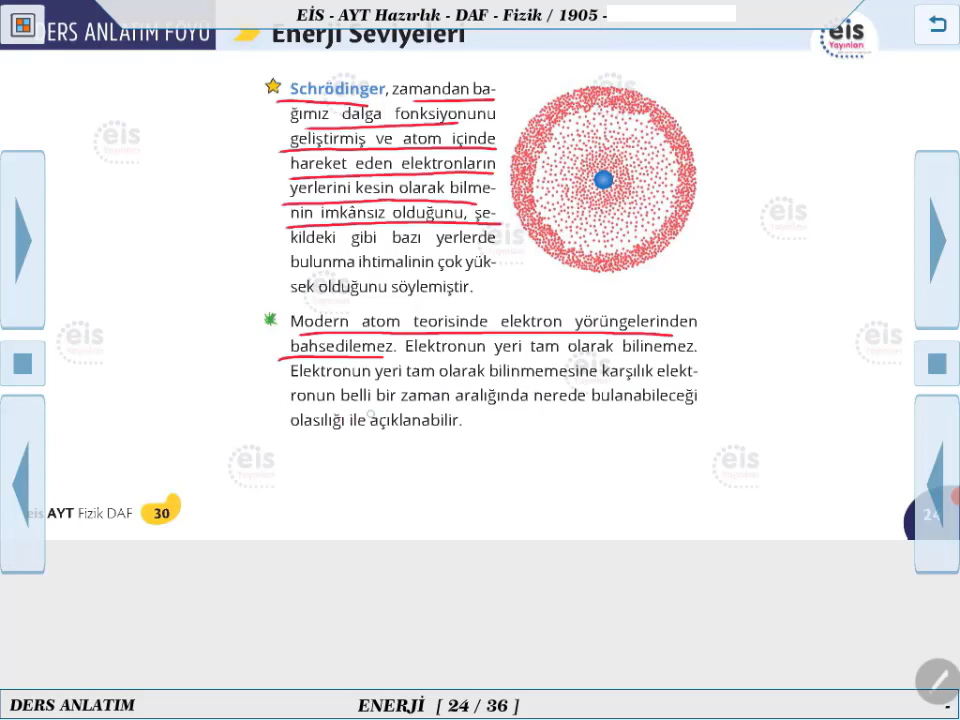 EİS - AYT Hazırlık - DAF - Fizik / 1905 -
DERS ANLATIM FÖYÜ
Enerji Seviyeleri
eis
Yayınları
Schrödinger, zamandan ba-
ğımız dalga fonksiyonunu
geliştirmiş ve atom içinde
hareket eden elektronların
yerlerini kesin olarak bilme-
nin imkânsız olduğunu, şe-
kildeki gibi bazı yerlerde
bulunma ihtimalinin çok yük-
sek olduğunu söylemiştir.
Modern atom teorisinde elektron yörüngelerinden
bahsedilemez. Elektronun yeri tam olarak bilinemez.
Elektronun yeri tam olarak bilinmemesine karşılık elekt-
ronun belli bir zaman aralığında nerede bulanabileceği
olasılığı ile açıklanabilir.
eis AYT Fizik DAF 30
24
DERS ANLATIM ENERJİ [ 24 / 36 ] -